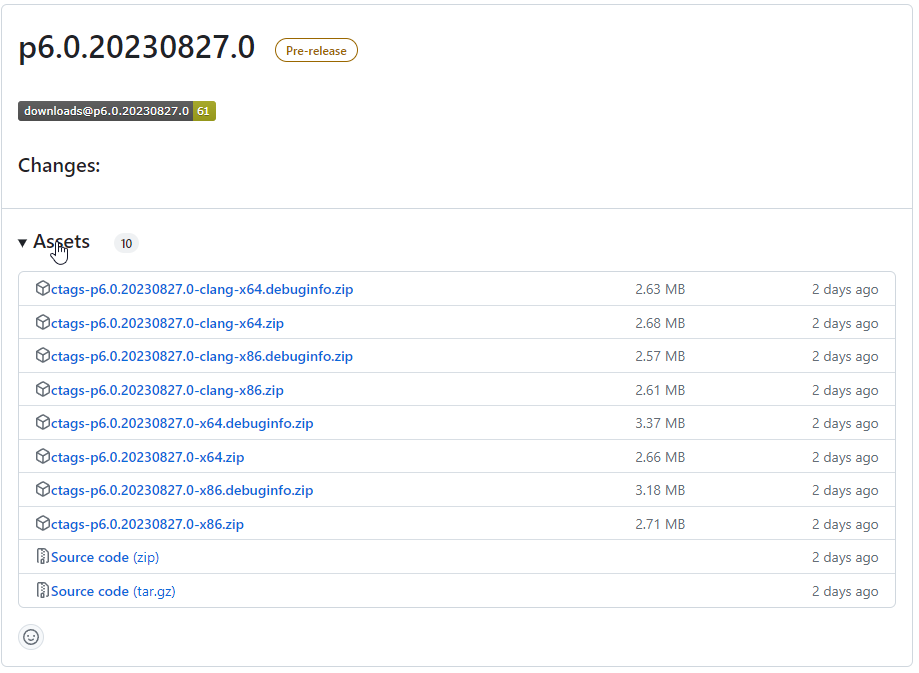 p6.0.20230827.0 Pre-release
downloads@p6.0.20230827.0 61
Changes:
Assets 10
ctags-p6.0.20230827.0-clang-x64.debuginfo.zip 2.63 MB 2 days ago
ctags-p6.0.20230827.0-clang-x64.zip 2.68 MB 2 days ago
ctags-p6.0.20230827.0-clang-x86.debuginfo.zip 2.57 MB 2 days ago
ctags-p6.0.20230827.0-clang-x86.zip 2.61 MB 2 days ago
ctags-p6.0.20230827.0-x64.debuginfo.zip 3.37 MB 2 days ago
ctags-p6.0.20230827.0-x64.zip 2.66 MB 2 days ago
ctags-p6.0.20230827.0-x86.debuginfo.zip 3.18 MB 2 days ago
ctags-p6.0.20230827.0-x86.zip 2.71 MB 2 days ago
Source code (zip) 2 days ago
Source code (tar.gz) 2 days ago